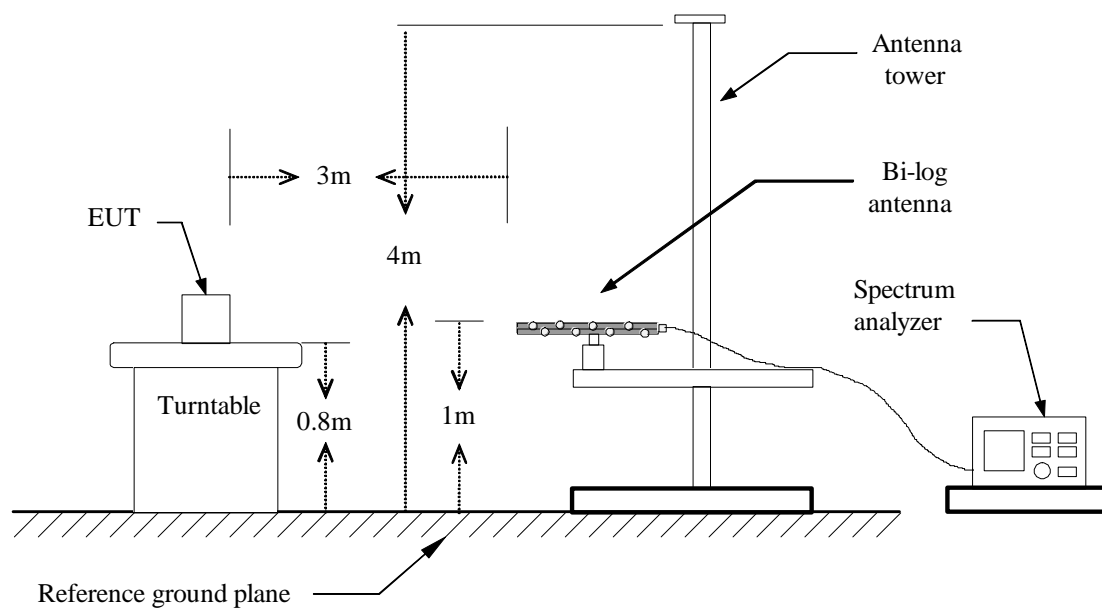 Antenna
tower
3m
Bi-log
antenna
EUT
4m
Spectrum
analyzer
Turntable
0.8m
1m
Reference ground plane